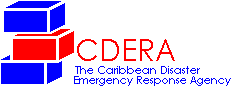 CDERA
The Caribbean Disaster
Emergency Response Agency